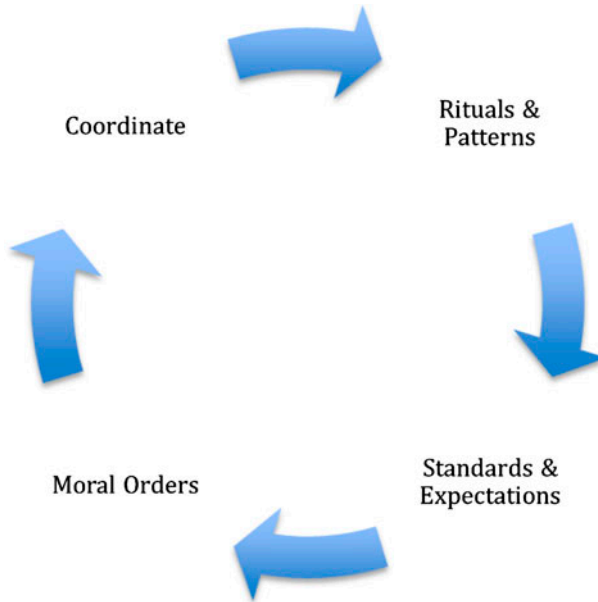 Coordinate
Rituals &
Patterns
Standards &
Expectations
Moral Orders